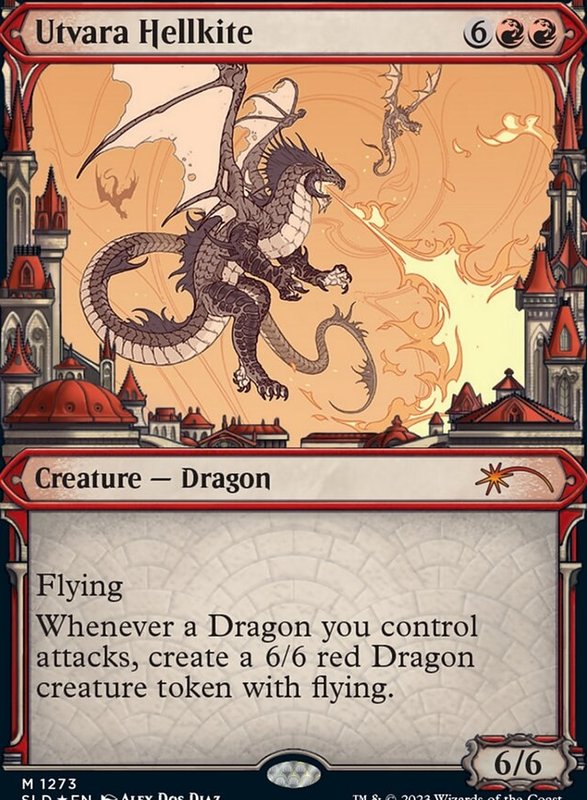 Utvara Hellkite 6
Creature — Dragon
Flying
Whenever a Dragon you control
attacks, create a 6/6 red Dragon
creature token with flying.
6/6
M 1273
SLD ★ EN Alex Dos Diaz
™ & © 2023 Wizards of the Coast